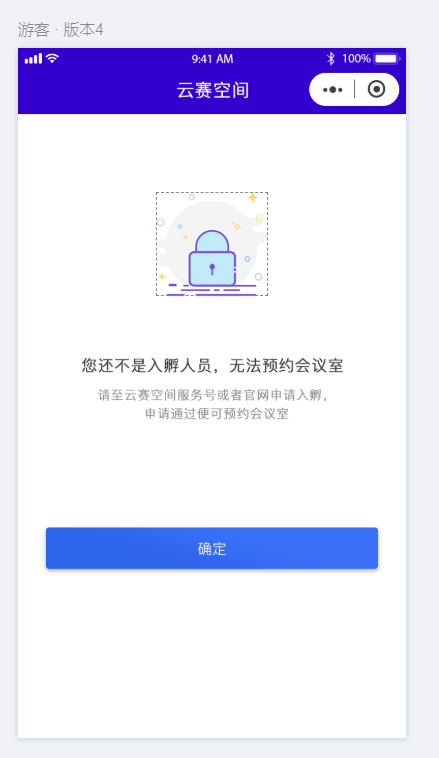 游客 · 版本4
9:41 AM
100%
云赛空间
您还不是入孵人员，无法预约会议室
请至云赛空间服务号或者官网申请入孵，
申请通过便可预约会议室
确定